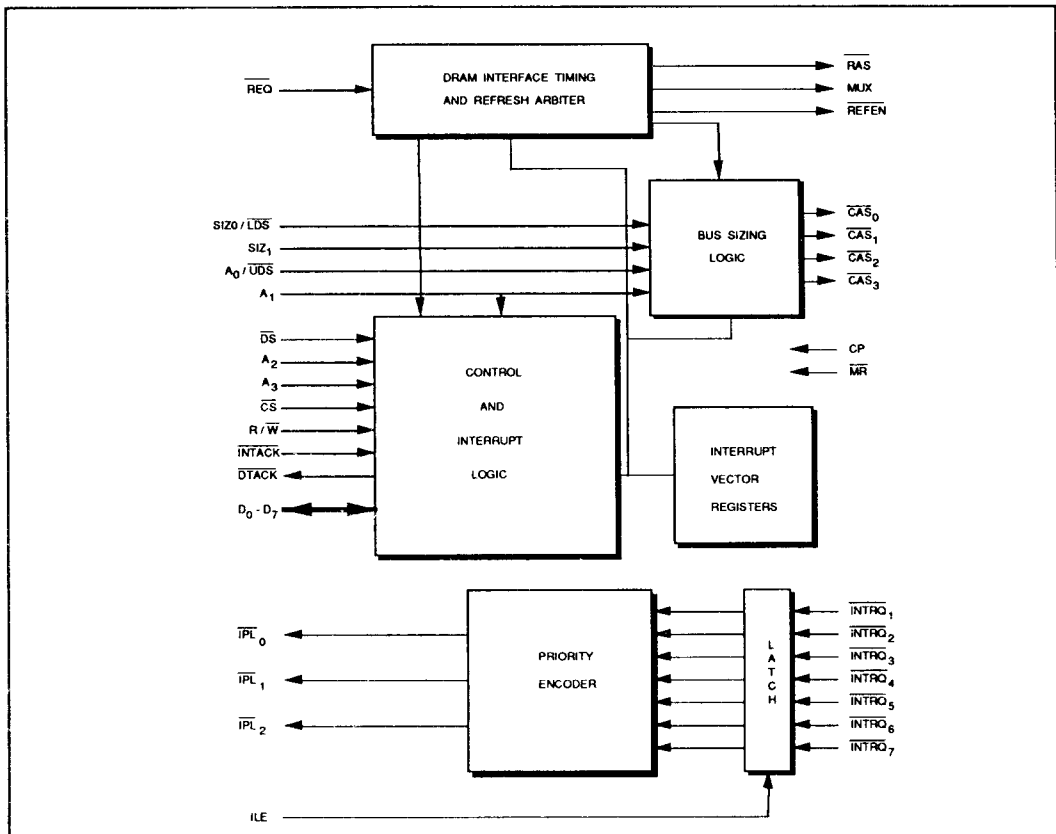 REQ
DRAM INTERFACE TIMING
AND REFRESH ARBITER
RAS
MUX
REFEN
SIZ0 / LDS
SIZ1
A0 / UDS
A1
BUS SIZING
LOGIC
CAS0
CAS1
CAS2
CAS3
DS
A2
A3
CS
R / W
INTACK
DTACK
D0 - D7
CONTROL
AND
INTERRUPT
LOGIC
CP
MR
INTERRUPT
VECTOR
REGISTERS
IPL0
IPL1
IPL2
PRIORITY
ENCODER
LATCH
INTRQ1
INTRQ2
INTRQ3
INTRQ4
INTRQ5
INTRQ6
INTRQ7
ILE